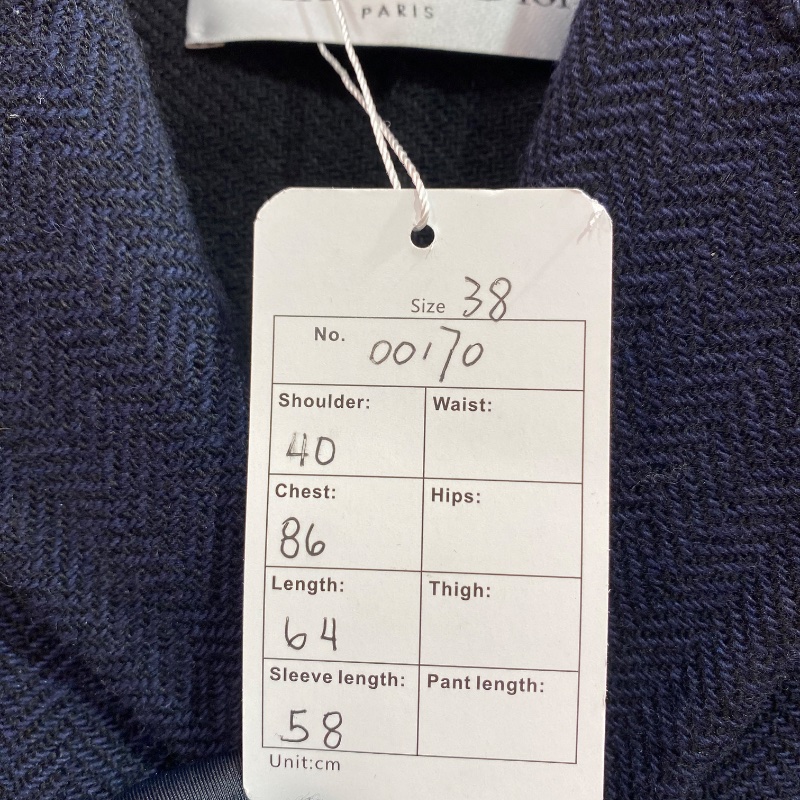 PARIS
Size 38
No. 00170
Shoulder: Waist:
40
Chest: Hips:
86
Length: Thigh:
64
Sleeve length: Pant length:
58
Unit:cm